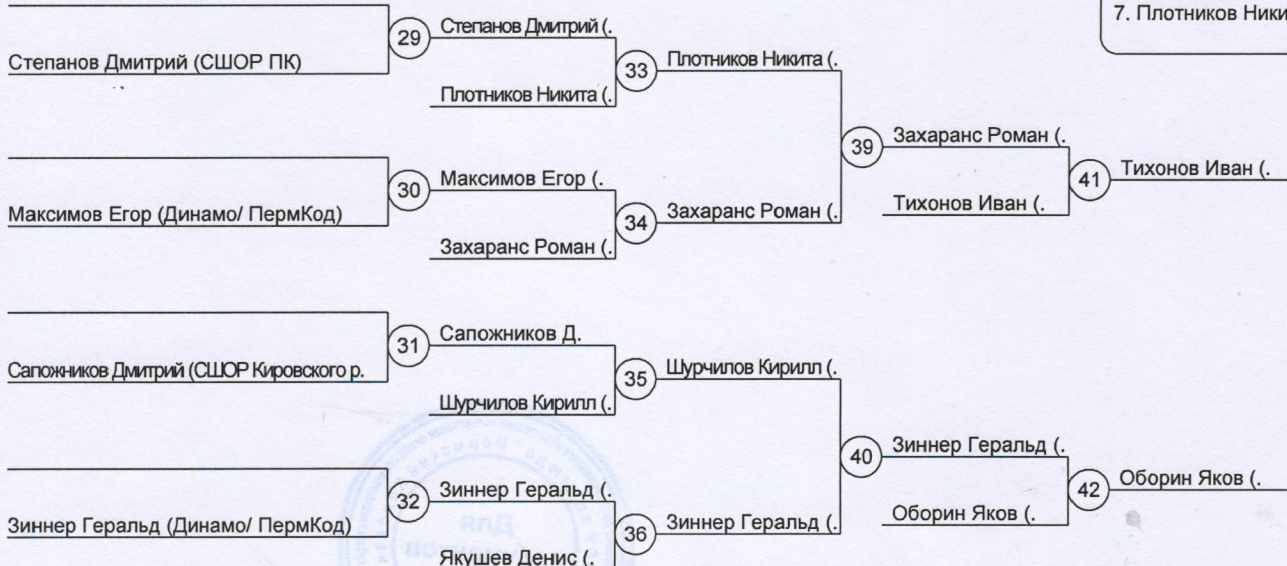 7. Плотников Ники
29
Степанов Дмитрий (.
Степанов Дмитрий (СШОР ПК)
33
Плотников Никита (.
Плотников Никита (.
39
Захаранс Роман (.
30
Максимов Егор (.
41
Тихонов Иван (.
Максимов Егор (Динамо/ ПермКод)
34
Захаранс Роман (.
Тихонов Иван (.
Захаранс Роман (.
31
Сапожников Д.
Сапожников Дмитрий (СШОР Кировского р.
35
Шурчилов Кирилл (.
Шурчилов Кирилл (.
40
Зиннер Геральд (.
32
Зиннер Геральд (.
42
Оборин Яков (.
Зиннер Геральд (Динамо/ ПермКод)
36
Зиннер Геральд (.
Оборин Яков (.
Якушев Денис (.
Для